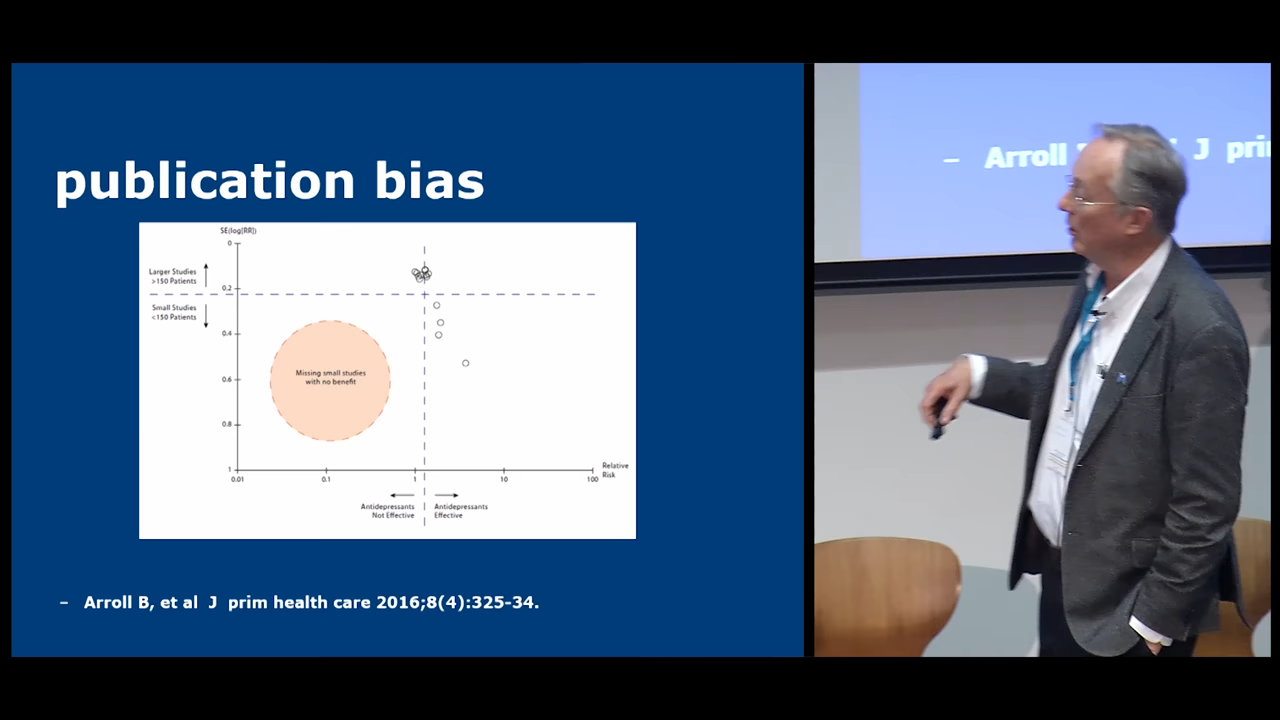 publication bias
SE(log[RR])
0
Larger Studies
>150 Patients
0.2
Small Studies
<150 Patients
0.4
Missing small studies
with no benefit
0.6
0.8
1
Relative
Risk
0.01
0.1
1
10
100
Antidepressants
Not Effective
Antidepressants
Effective
– Arroll B, et al J prim health care 2016;8(4):325-34.
– Arroll J pri